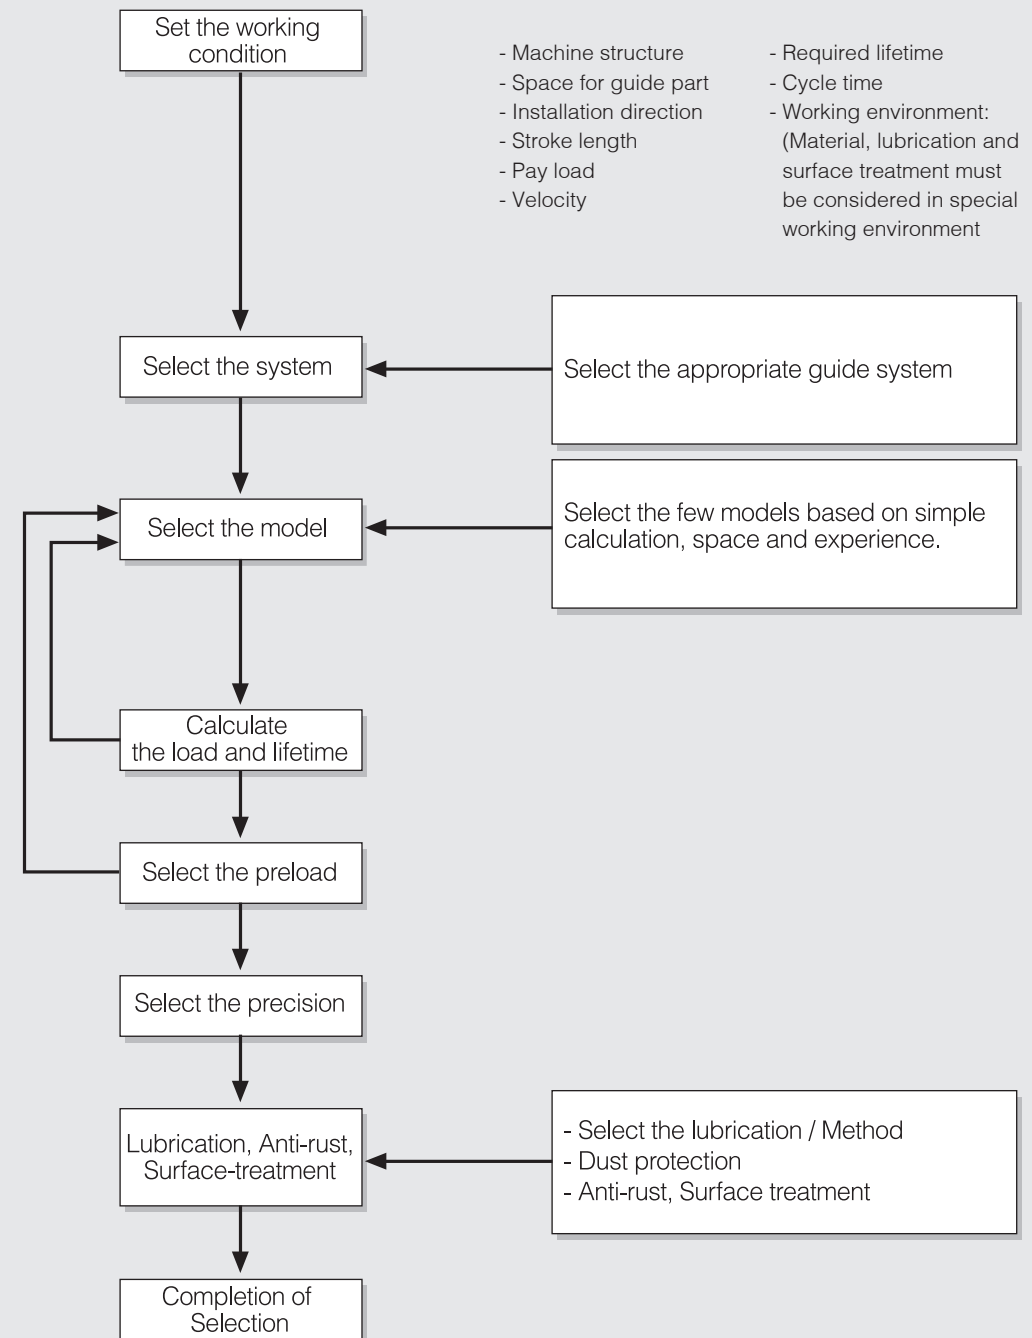 Set the working
condition
- Machine structure
- Space for guide part
- Installation direction
- Stroke length
- Pay load
- Velocity
- Required lifetime
- Cycle time
- Working environment:
(Material, lubrication and
surface treatment must
be considered in special
working environment
Select the system
Select the appropriate guide system
Select the model
Select the few models based on simple
calculation, space and experience.
Calculate
the load and lifetime
Select the preload
Select the precision
Lubrication, Anti-rust,
Surface-treatment
- Select the lubrication / Method
- Dust protection
- Anti-rust, Surface treatment
Completion of
Selection